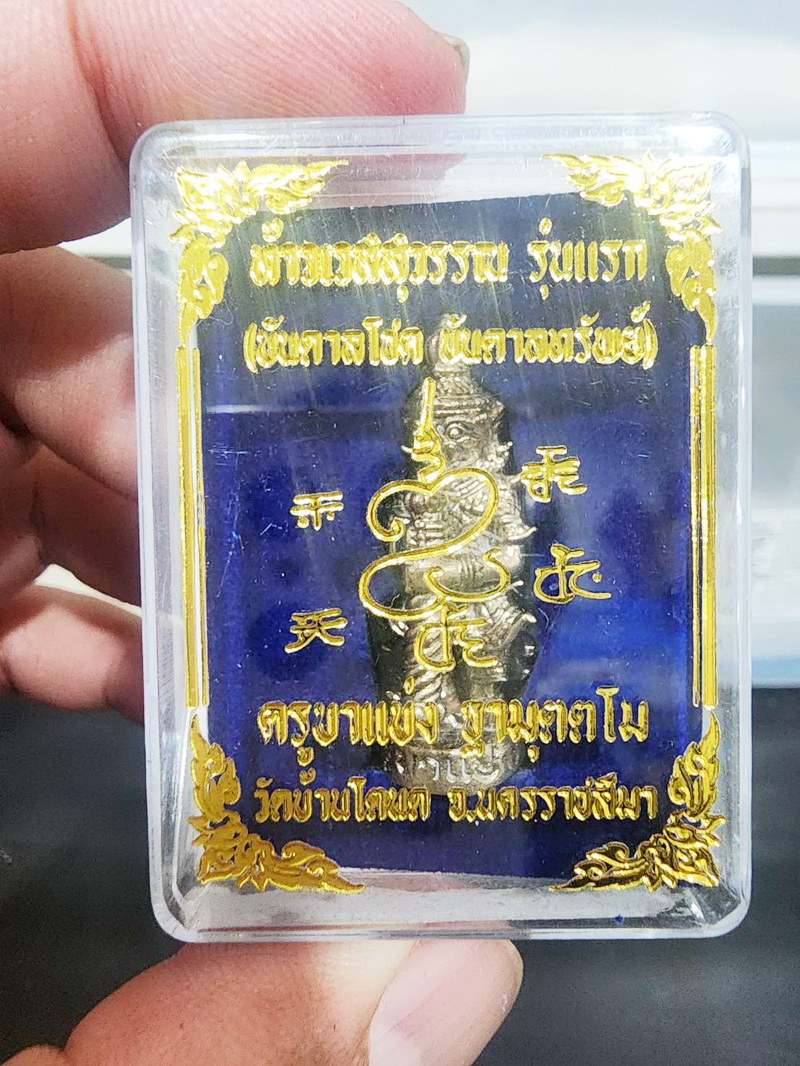 ท้าวเวสสุวรรณ รุ่นแรก
(บันดาลโชค บันดาลทรัพย์)
ครูบาแบ่ง ฐามุตตโม
วัดบ้านโตนด จ.นครราชสีมา